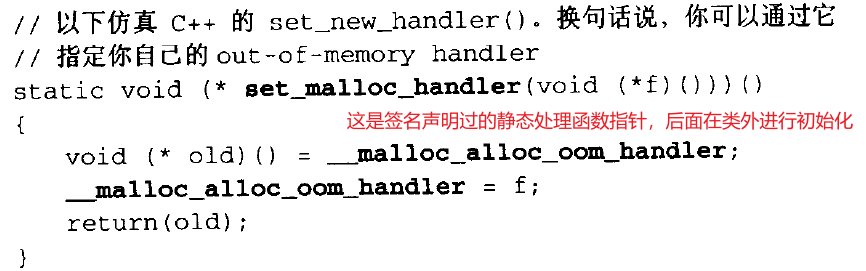 // 以下仿真 C++ 的 set_new_handler()。换句话说，你可以通过它
// 指定你自己的 out-of-memory handler
static void (* set_malloc_handler(void (*f)()))()
{
这是签名声明过的静态处理函数指针，后面在类外进行初始化
void (* old)() = __malloc_alloc_oom_handler;
__malloc_alloc_oom_handler = f;
return(old);
}